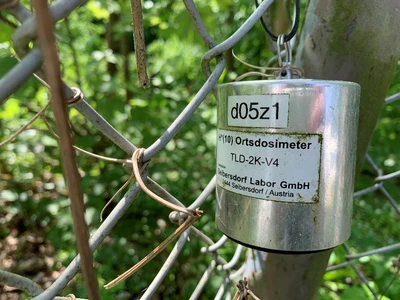 d05z1
*(10) Ortsdosimeter
TLD-2K-V4
Seibersdorf Labor GmbH
Seibersdorf / Austria